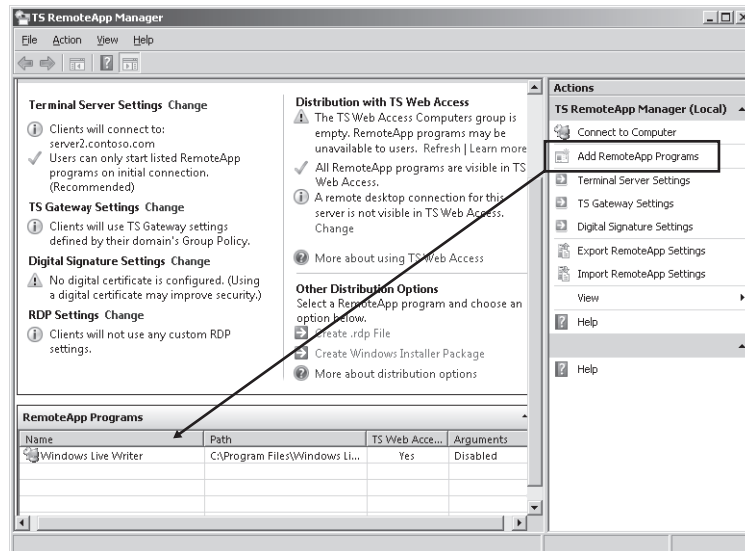 TS RemoteApp Manager
File Action View Help
Terminal Server Settings Change
Clients will connect to:
server2.contoso.com
Users can only start listed RemoteApp
programs on initial connection.
(Recommended)
TS Gateway Settings Change
Clients will use TS Gateway settings
defined by their domain's Group Policy.
Digital Signature Settings Change
No digital certificate is configured. (Using
a digital certificate may improve security.)
RDP Settings Change
Clients will not use any custom RDP
settings.
Distribution with TS Web Access
The TS Web Access Computers group is
empty. RemoteApp programs may be
unavailable to users. Refresh | Learn more
All RemoteApp programs are visible in TS
Web Access.
A remote desktop connection for this
server is not visible in TS Web Access.
Change
More about using TS Web Access
Other Distribution Options
Select a RemoteApp program and choose an
option below.
Create .rdp File
Create Windows Installer Package
More about distribution options
RemoteApp Programs
Name Path TS Web Acce... Arguments
Windows Live Writer C:\Program Files\Windows Li... Yes Disabled
Actions
TS RemoteApp Manager (Local)
Connect to Computer
Add RemoteApp Programs
Terminal Server Settings
TS Gateway Settings
Digital Signature Settings
Export RemoteApp Settings
Import RemoteApp Settings
View
Help
Help